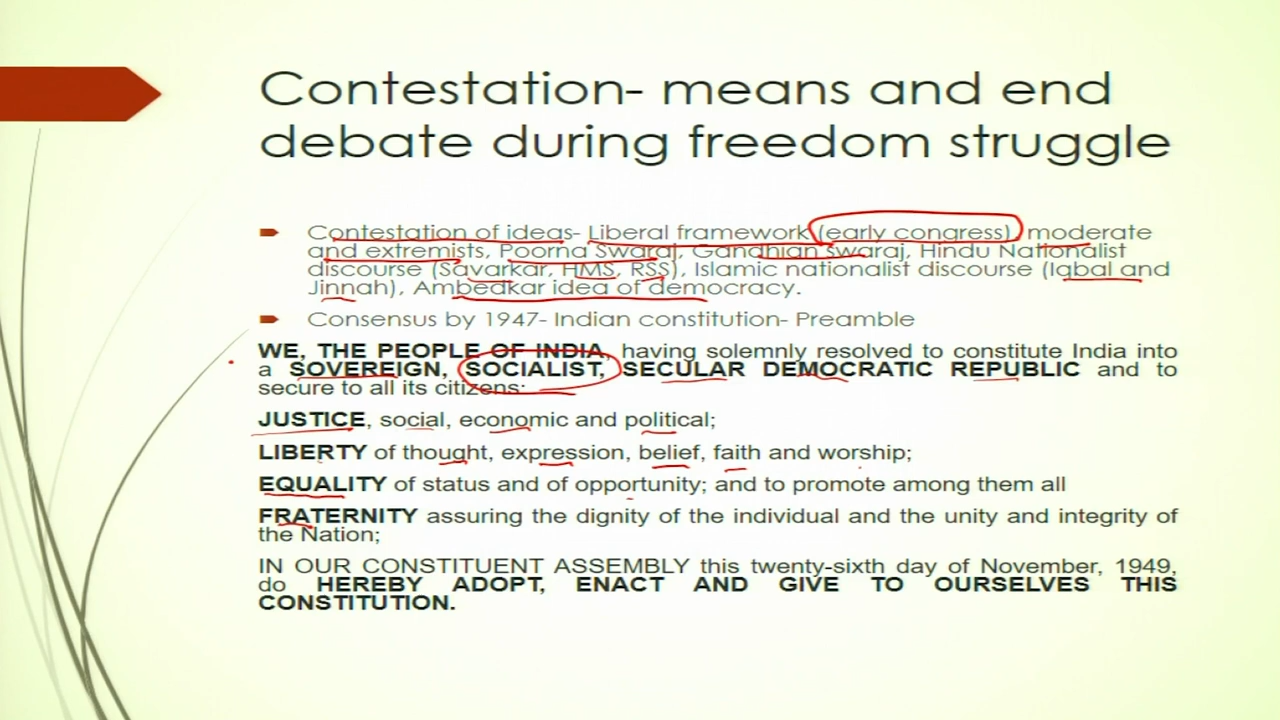 Contestation- means and end
debate during freedom struggle
Contestation of ideas- Liberal framework (early congress), moderate
and extremists, Poorna Swaraj, Gandhian swaraj, Hindu Nationalist
discourse (Savarkar, HMS, RSS), Islamic nationalist discourse (Iqbal and
Jinnah), Ambedkar idea of democracy.
Consensus by 1947- Indian constitution- Preamble
WE, THE PEOPLE OF INDIA, having solemnly resolved to constitute India into
a SOVEREIGN, SOCIALIST, SECULAR DEMOCRATIC REPUBLIC and to
secure to all its citizens:
JUSTICE, social, economic and political;
LIBERTY of thought, expression, belief, faith and worship;
EQUALITY of status and of opportunity; and to promote among them all
FRATERNITY assuring the dignity of the individual and the unity and integrity of
the Nation;
IN OUR CONSTITUENT ASSEMBLY this twenty-sixth day of November, 1949,
do HEREBY ADOPT, ENACT AND GIVE TO OURSELVES THIS
CONSTITUTION.